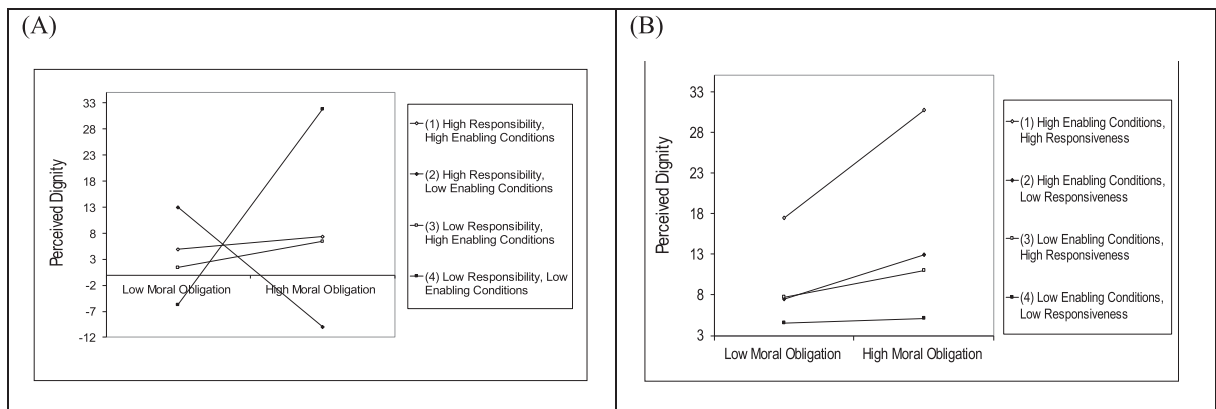 (A)
33
28
23
18
13
8
3
-2
-7
-12
Perceived Dignity
Low Moral Obligation High Moral Obligation
(1) High Responsibility,
High Enabling Conditions
(2) High Responsibility,
Low Enabling Conditions
(3) Low Responsibility,
High Enabling Conditions
(4) Low Responsibility, Low
Enabling Conditions
(B)
33
28
23
18
13
8
3
Perceived Dignity
Low Moral Obligation High Moral Obligation
(1) High Enabling Conditions,
High Responsiveness
(2) High Enabling Conditions,
Low Responsiveness
(3) Low Enabling Conditions,
High Responsiveness
(4) Low Enabling Conditions,
Low Responsiveness